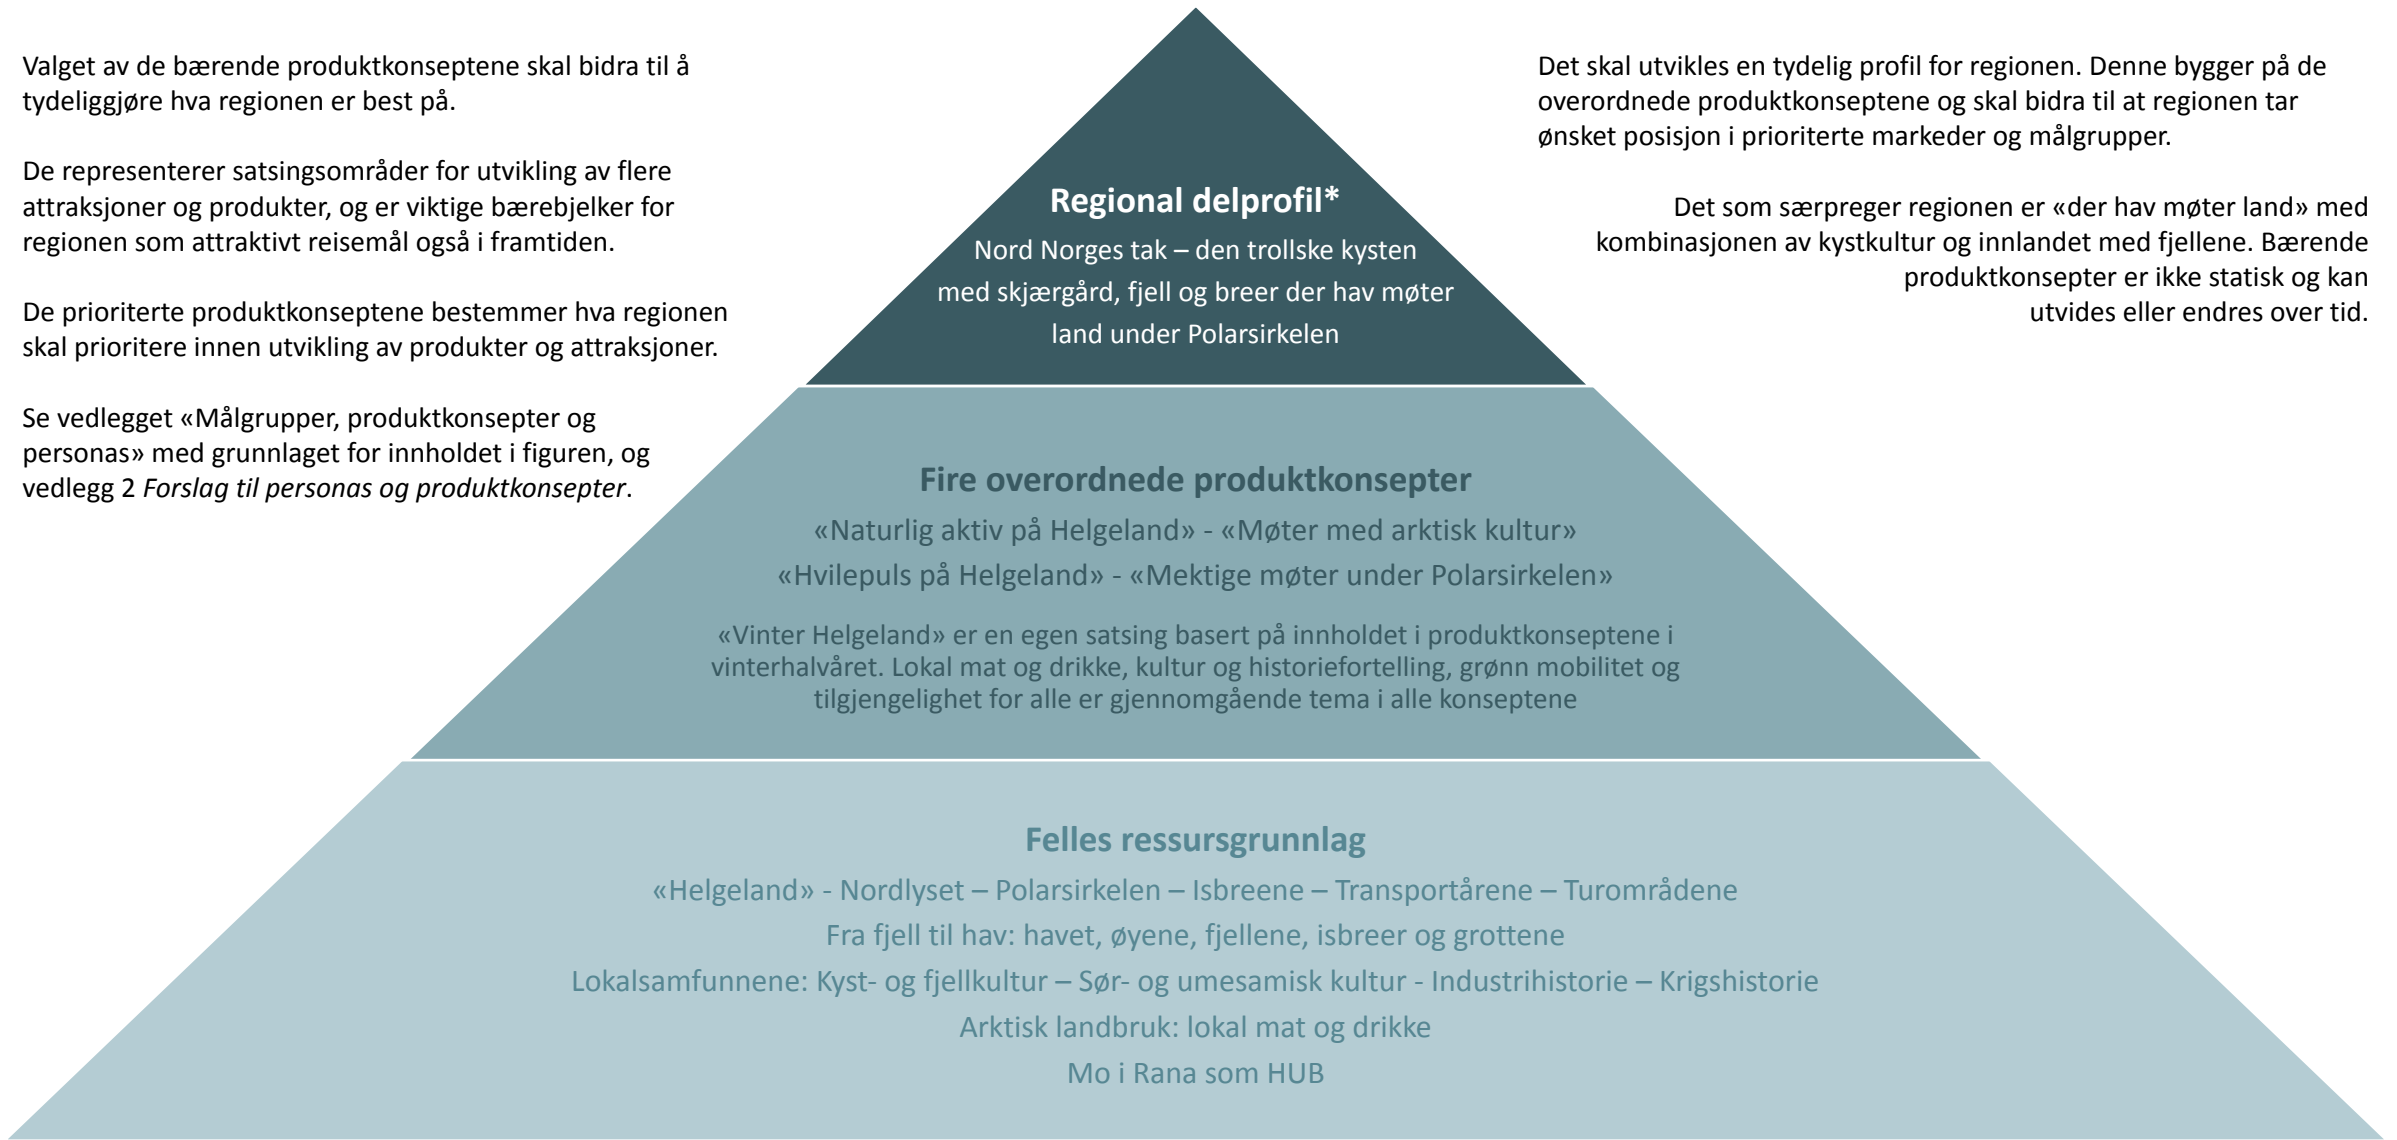 Valget av de bærende produktkonseptene skal bidra til å
tydeliggjøre hva regionen er best på.
De representerer satsingsområder for utvikling av flere
attraksjoner og produkter, og er viktige bærebjelker for
regionen som attraktivt reisemål også i framtiden.
De prioriterte produktkonseptene bestemmer hva regionen
skal prioritere innen utvikling av produkter og attraksjoner.
Se vedlegget «Målgrupper, produktkonsepter og
personas» med grunnlaget for innholdet i figuren, og
vedlegg 2 Forslag til personas og produktkonsepter.
Det skal utvikles en tydelig profil for regionen. Denne bygger på de
overordnede produktkonseptene og skal bidra til at regionen tar
ønsket posisjon i prioriterte markeder og målgrupper.
Det som særpreger regionen er «der hav møter land» med
kombinasjonen av kystkultur og innlandet med fjellene. Bærende
produktkonsepter er ikke statisk og kan
utvides eller endres over tid.
Regional delprofil*
Nord Norges tak – den trollske kysten
med skjærgård, fjell og breer der hav møter
land under Polarsirkelen
Fire overordnede produktkonsepter
«Naturlig aktiv på Helgeland» - «Møter med arktisk kultur»
«Hvilepuls på Helgeland» - «Mektige møter under Polarsirkelen»
«Vinter Helgeland» er en egen satsing basert på innholdet i produktkonseptene i
vinterhalvåret. Lokal mat og drikke, kultur og historiefortelling, grønn mobilitet og
tilgjengelighet for alle er gjennomgående tema i alle konseptene
Felles ressursgrunnlag
«Helgeland» - Nordlyset – Polarsirkelen – Isbreene – Transportårene – Turområdene
Fra fjell til hav: havet, øyene, fjellene, isbreer og grottene
Lokalsamfunnene: Kyst- og fjellkultur – Sør- og umesamisk kultur - Industrihistorie – Krigshistorie
Arktisk landbruk: lokal mat og drikke
Mo i Rana som HUB